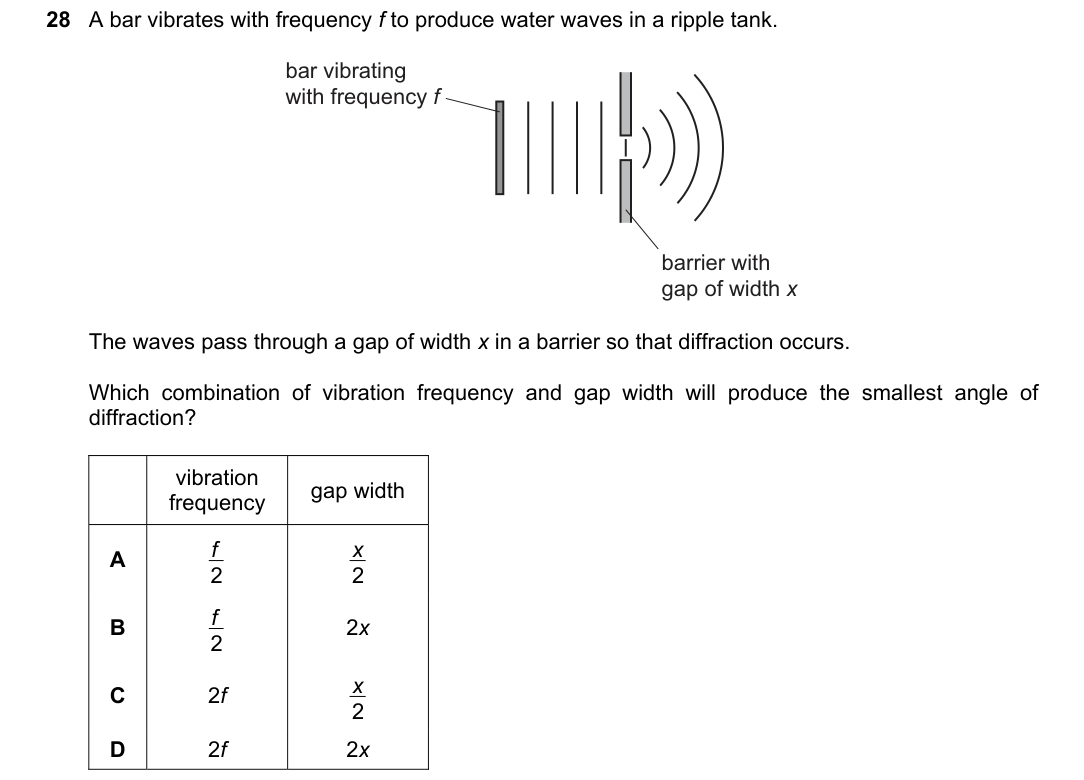 28 A bar vibrates with frequency f to produce water waves in a ripple tank.
bar vibrating
with frequency f
barrier with
gap of width x
The waves pass through a gap of width x in a barrier so that diffraction occurs.
Which combination of vibration frequency and gap width will produce the smallest angle of
diffraction?
vibration
frequency gap width
A f/2 x/2
B f/2 2x
C 2f x/2
D 2f 2x